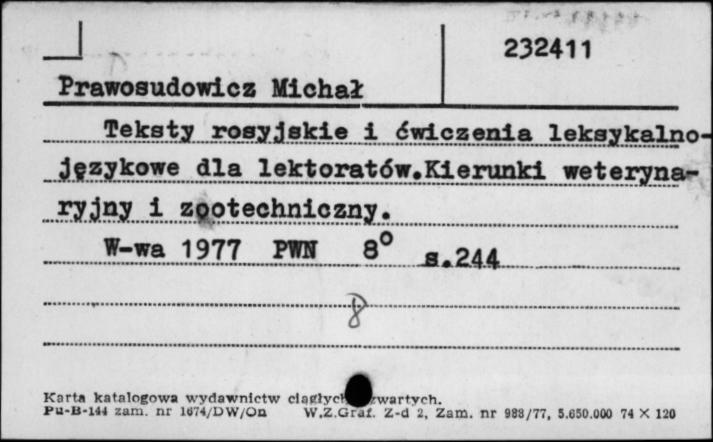 232411
Prawosudowicz Michał
Teksty rosyjskie i ćwiczenia leksykalno-
językowe dla lektoratów.Kierunki weteryna-
ryjny i zootechniczny.
W-wa 1977 PWN 8° s.244
8
Karta katalogowa wydawnictw ciągłych zwartych.
Pu-B-144 zam. nr 1674/DW/On W.Z.Graf. Z-d 2, Zam. nr 988/77, 5.650.000 74 X 120